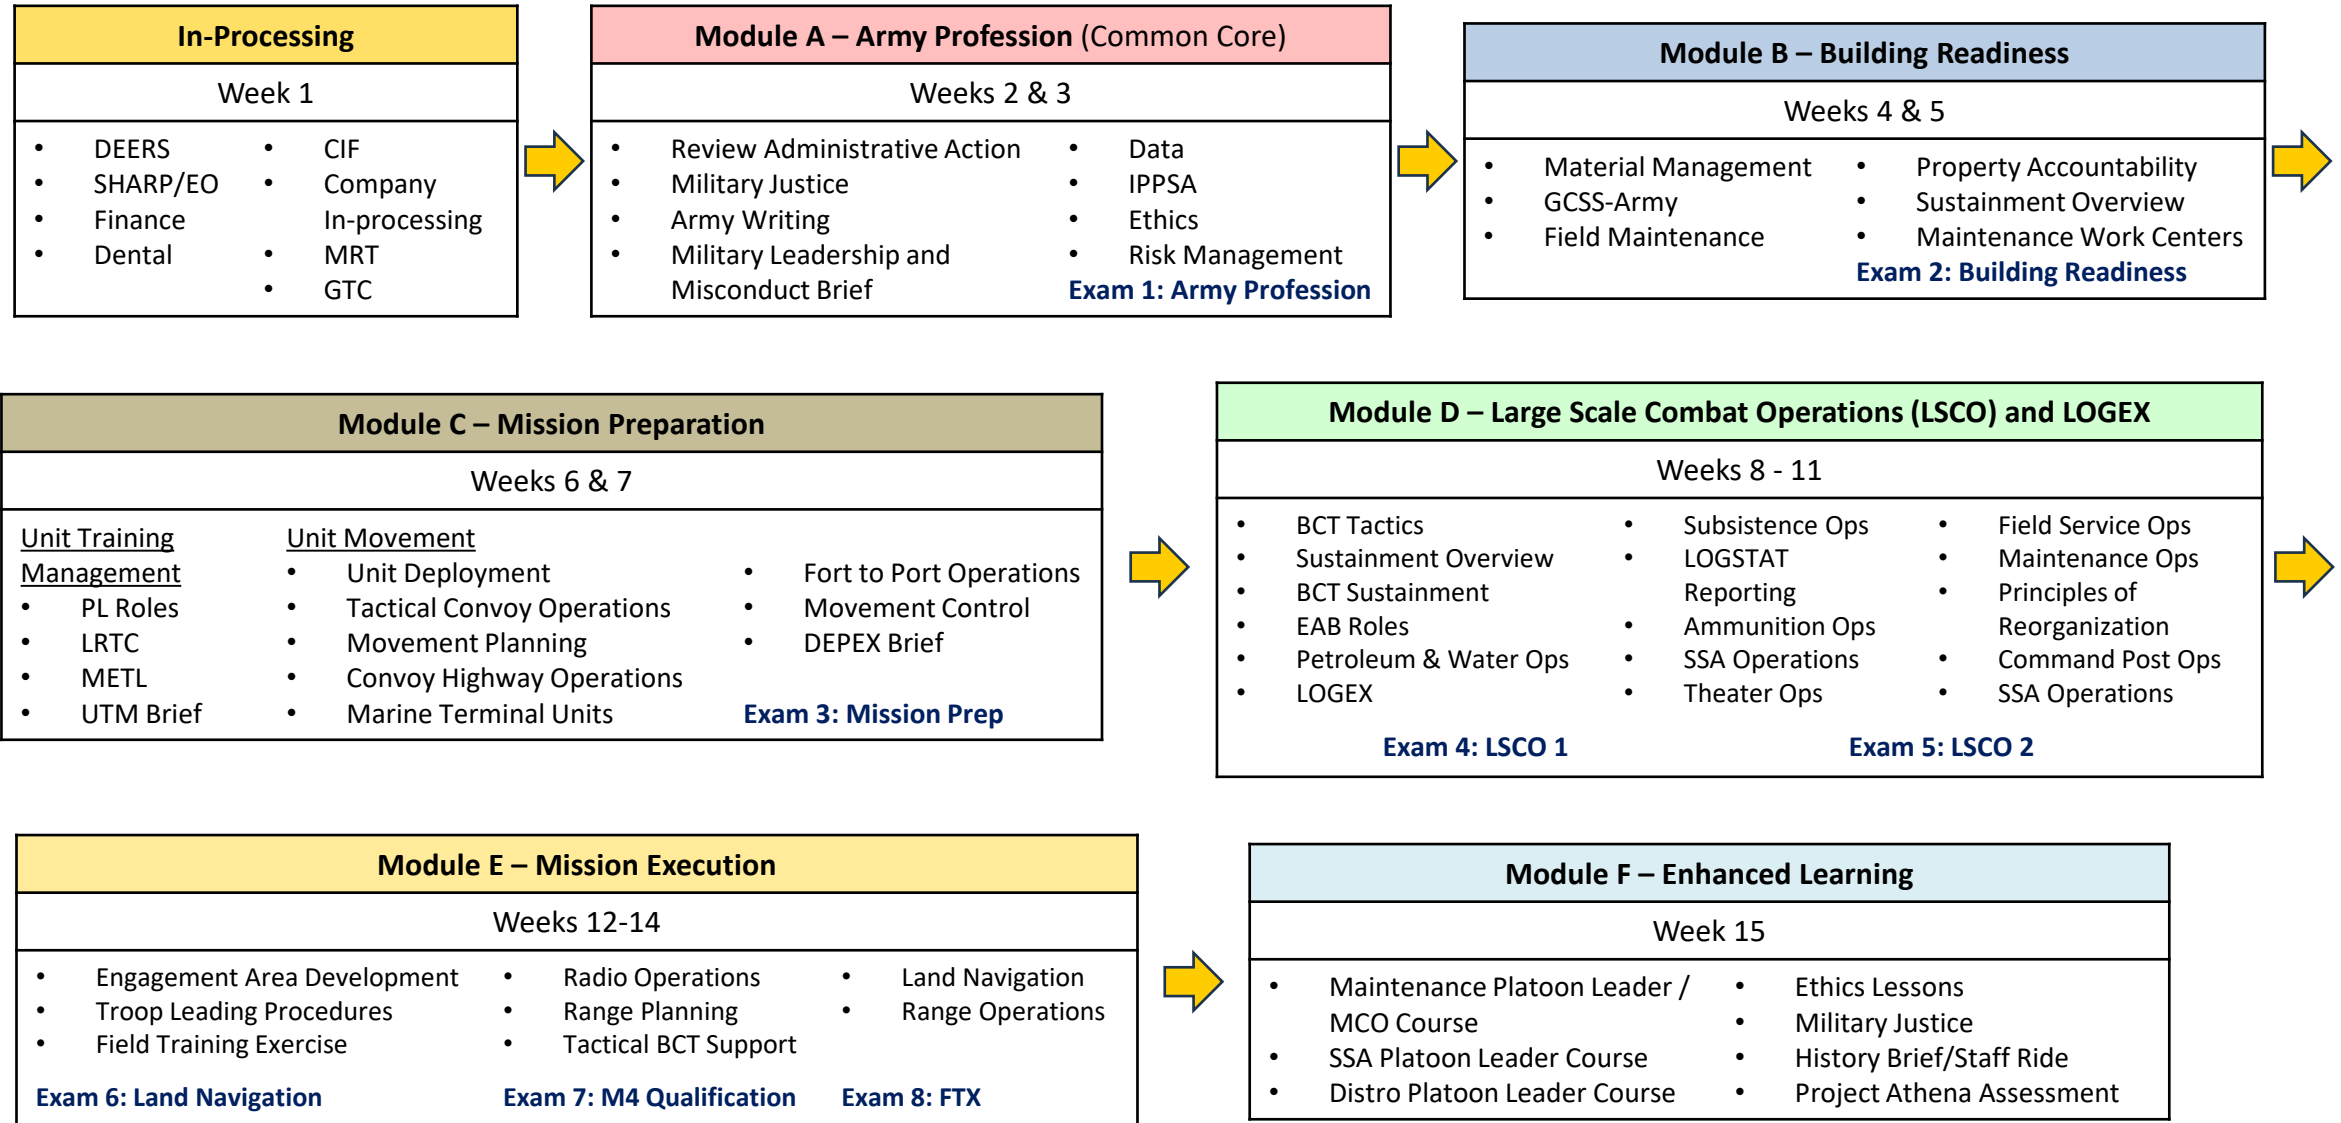 In-Processing
Week 1
• DEERS
• SHARP/EO
• Finance
• Dental
• CIF
• Company
In-processing
• MRT
• GTC
Module A – Army Profession (Common Core)
Weeks 2 & 3
• Review Administrative Action
• Military Justice
• Army Writing
• Military Leadership and
Misconduct Brief
• Data
• IPPSA
• Ethics
• Risk Management
Exam 1: Army Profession
Module B – Building Readiness
Weeks 4 & 5
• Material Management
• GCSS-Army
• Field Maintenance
• Property Accountability
• Sustainment Overview
• Maintenance Work Centers
Exam 2: Building Readiness
Module C – Mission Preparation
Weeks 6 & 7
Unit Training
Management
• PL Roles
• LRTC
• METL
• UTM Brief
Unit Movement
• Unit Deployment
• Tactical Convoy Operations
• Movement Planning
• Convoy Highway Operations
• Marine Terminal Units
• Fort to Port Operations
• Movement Control
• DEPEX Brief
Exam 3: Mission Prep
Module D – Large Scale Combat Operations (LSCO) and LOGEX
Weeks 8 - 11
• BCT Tactics
• Sustainment Overview
• BCT Sustainment
• EAB Roles
• Petroleum & Water Ops
• LOGEX
• Subsistence Ops
• LOGSTAT
Reporting
• Ammunition Ops
• SSA Operations
• Theater Ops
• Field Service Ops
• Maintenance Ops
• Principles of
Reorganization
• Command Post Ops
• SSA Operations
Exam 4: LSCO 1
Exam 5: LSCO 2
Module E – Mission Execution
Weeks 12-14
• Engagement Area Development
• Troop Leading Procedures
• Field Training Exercise
• Radio Operations
• Range Planning
• Tactical BCT Support
• Land Navigation
• Range Operations
Exam 6: Land Navigation
Exam 7: M4 Qualification
Exam 8: FTX
Module F – Enhanced Learning
Week 15
• Maintenance Platoon Leader /
MCO Course
• SSA Platoon Leader Course
• Distro Platoon Leader Course
• Ethics Lessons
• Military Justice
• History Brief/Staff Ride
• Project Athena Assessment